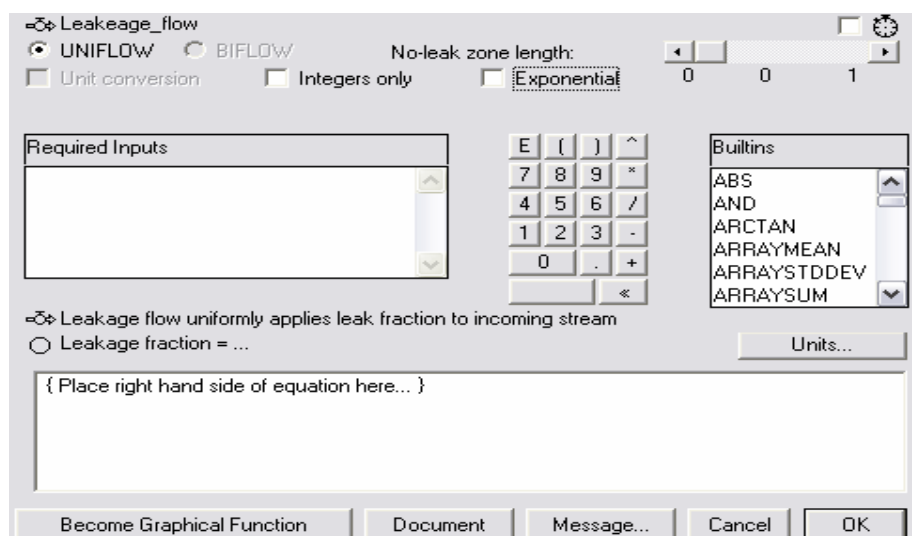 Leakeage_flow
UNIFLOW BIFLOW No-leak zone length:
Unit conversion Integers only Exponential 0 0 1
Required Inputs
E ( ) ^
7 8 9 *
4 5 6 /
1 2 3 -
0 . +
«
Builtins
ABS
AND
ARCTAN
ARRAYMEAN
ARRAYSTDDEV
ARRAYSUM
Leakage flow uniformly applies leak fraction to incoming stream
Leakage fraction = ...
Units...
{ Place right hand side of equation here... }
Become Graphical Function Document Message... Cancel OK